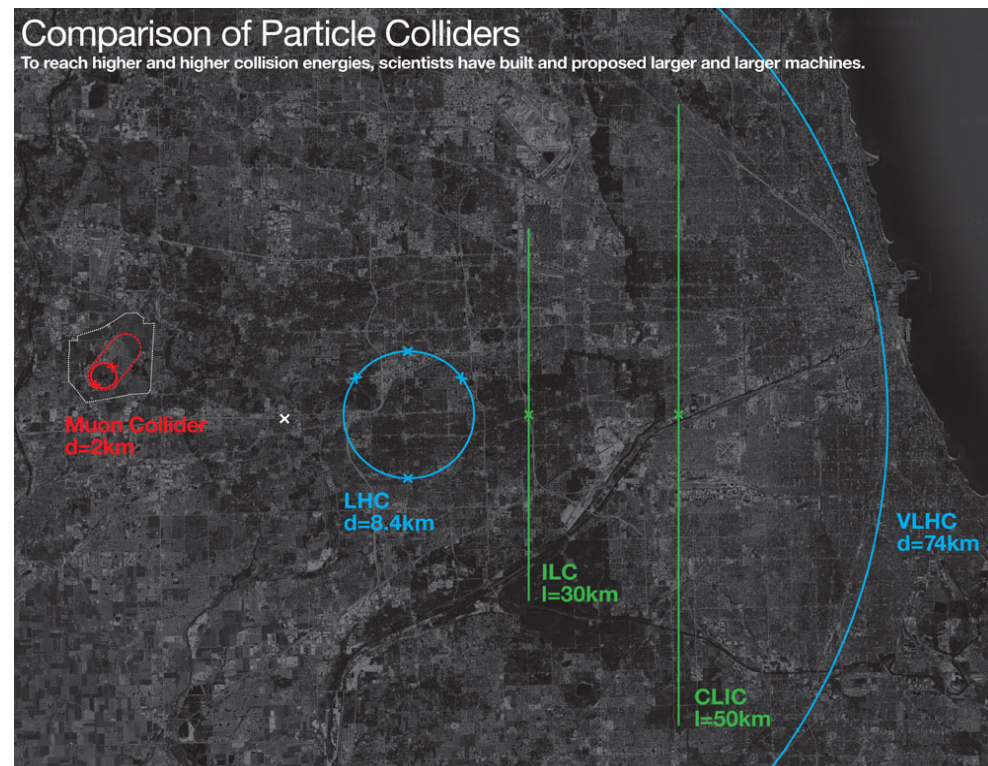 Comparison of Particle Colliders
To reach higher and higher collision energies, scientists have built and proposed larger and larger machines.
Muon Collider
d=2km
LHC
d=8.4km
ILC
l=30km
CLIC
l=50km
VLHC
d=74km